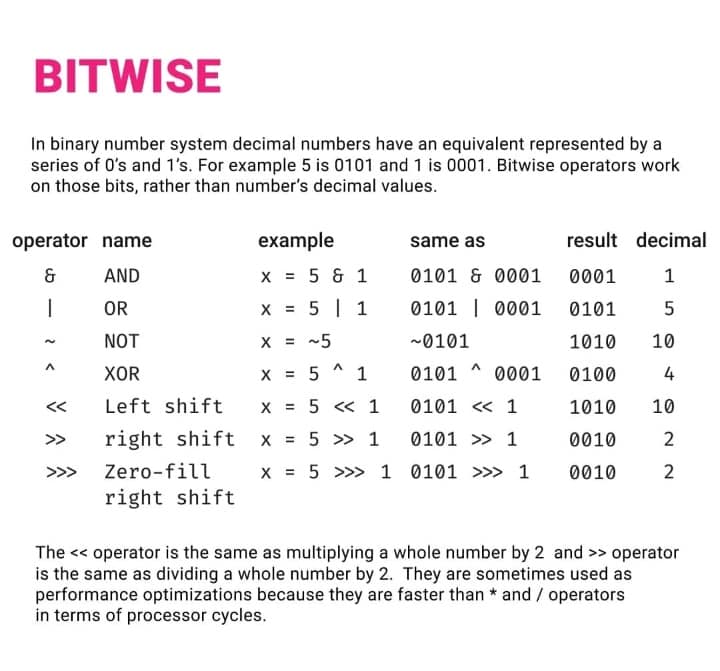 BITWISE
In binary number system decimal numbers have an equivalent represented by a
series of 0's and 1's. For example 5 is 0101 and 1 is 0001. Bitwise operators work
on those bits, rather than number's decimal values.
operator name example same as result decimal
& AND x = 5 & 1 0101 & 0001 0001 1
| OR x = 5 | 1 0101 | 0001 0101 5
~ NOT x = ~5 ~0101 1010 10
^ XOR x = 5 ^ 1 0101 ^ 0001 0100 4
<< Left shift x = 5 << 1 0101 << 1 1010 10
>> right shift x = 5 >> 1 0101 >> 1 0010 2
>>> Zero-fill x = 5 >>> 1 0101 >>> 1 0010 2
right shift
The << operator is the same as multiplying a whole number by 2 and >> operator
is the same as dividing a whole number by 2. They are sometimes used as
performance optimizations because they are faster than * and / operators
in terms of processor cycles.